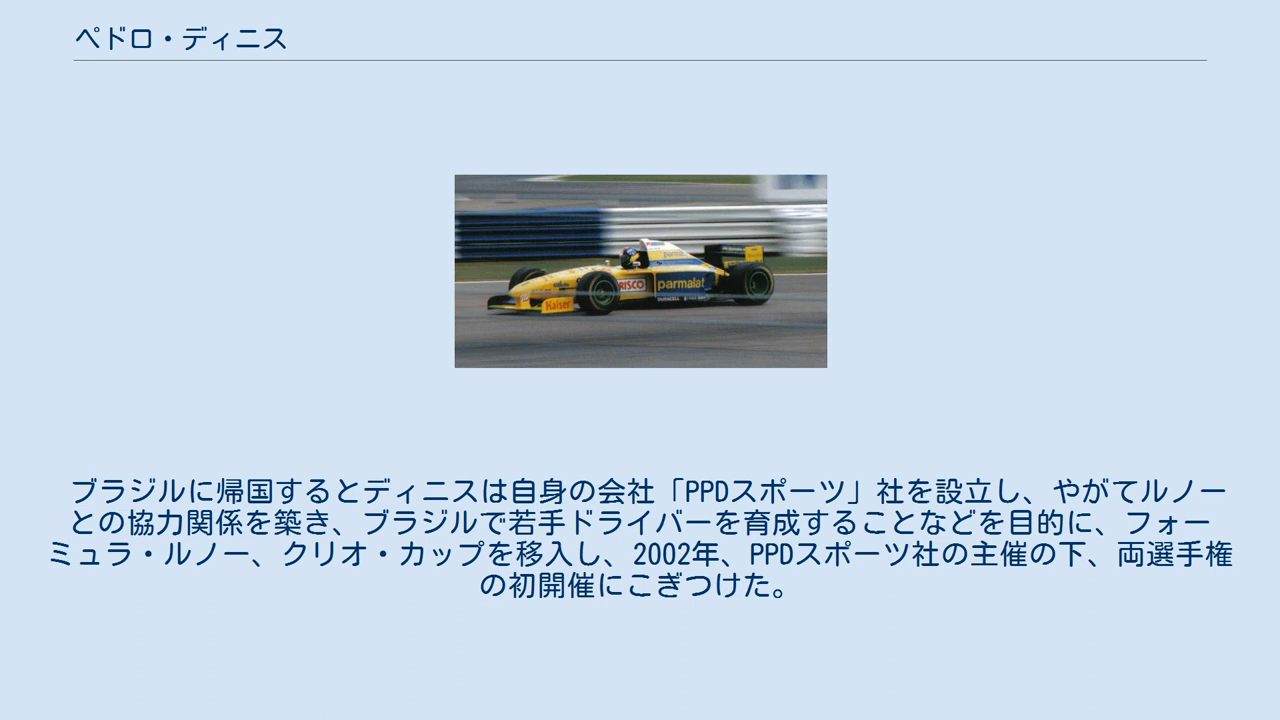 ペドロ・ディニス
RISCO
parmalat
Kaiser
ブラジルに帰国するとディニスは自身の会社「PPDスポーツ」社を設立し、やがてルノー
との協力関係を築き、ブラジルで若手ドライバーを育成することなどを目的に、フォー
ミュラ・ルノー、クリオ・カップを移入し、2002年、PPDスポーツ社の主催の下、両選手権
の初開催にこぎつけた。